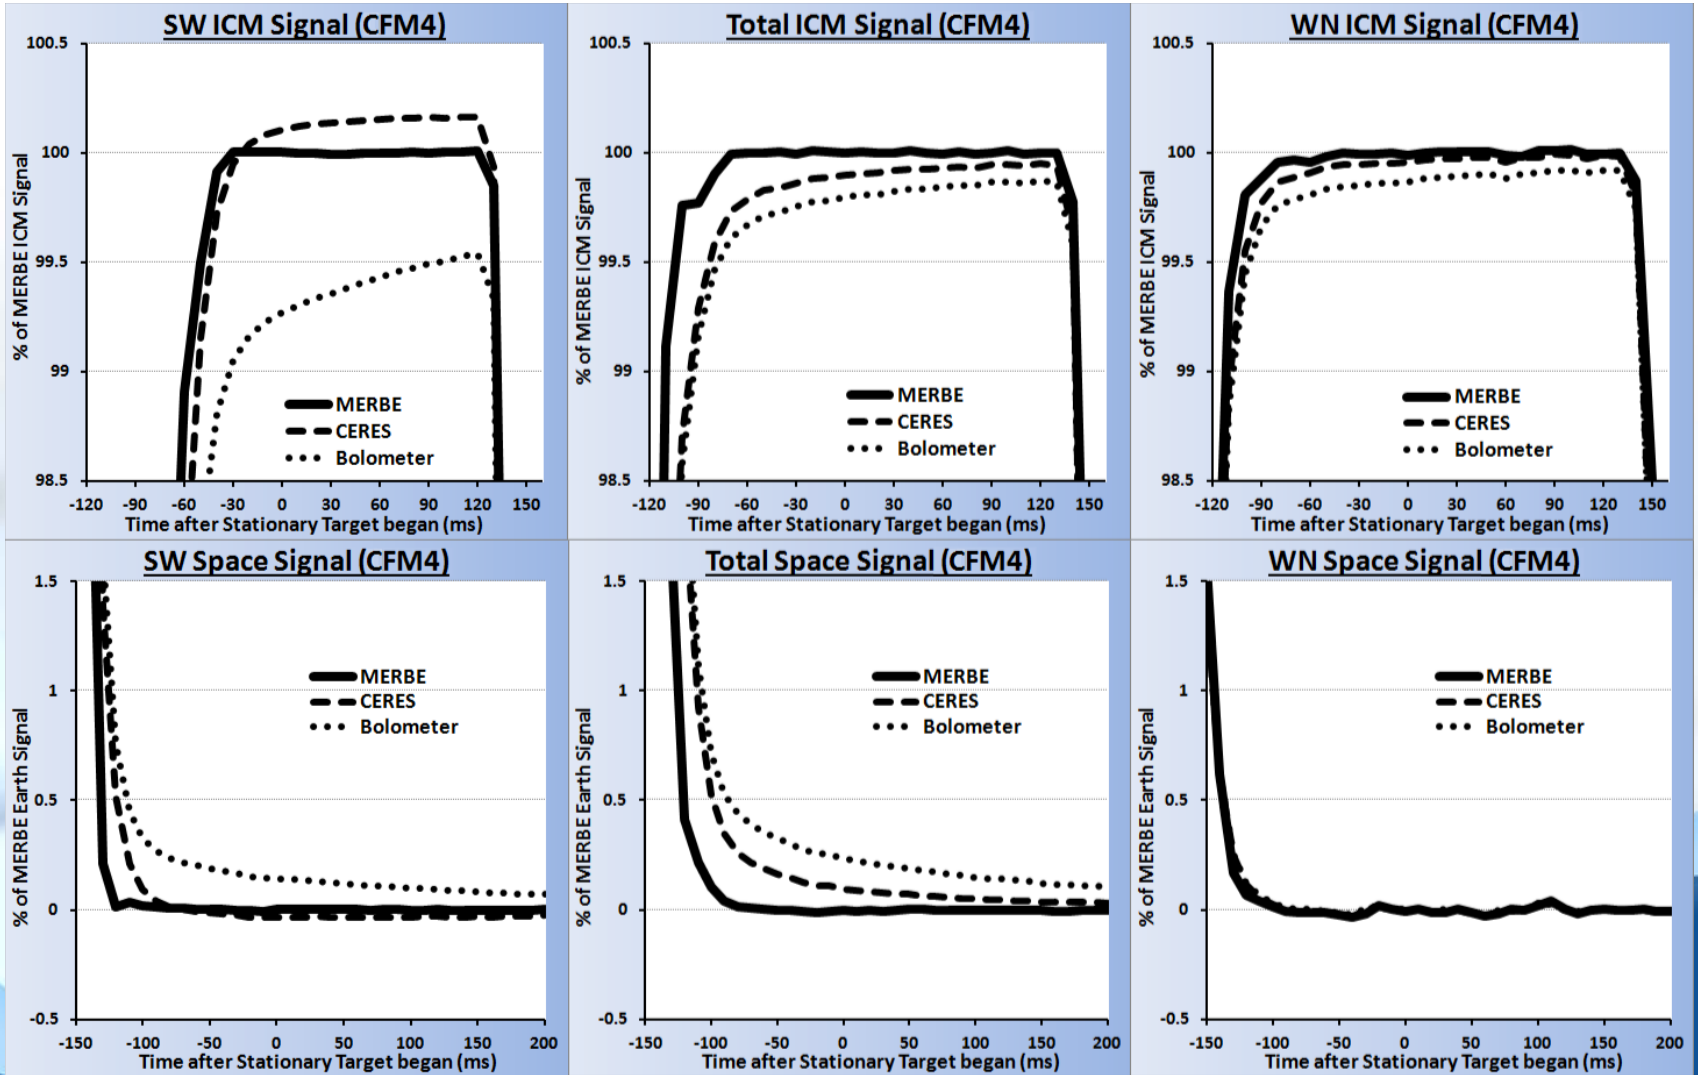 SW ICM Signal (CFM4)
% of MERBE ICM Signal
100.5
100
99.5
99
98.5
MERBE
CERES
Bolometer
-120 -90 -60 -30 0 30 60 90 120 150
Time after Stationary Target began (ms)
Total ICM Signal (CFM4)
% of MERBE ICM Signal
100.5
100
99.5
99
98.5
MERBE
CERES
Bolometer
-120 -90 -60 -30 0 30 60 90 120 150
Time after Stationary Target began (ms)
WN ICM Signal (CFM4)
% of MERBE ICM Signal
100.5
100
99.5
99
98.5
MERBE
CERES
Bolometer
-120 -90 -60 -30 0 30 60 90 120 150
Time after Stationary Target began (ms)
SW Space Signal (CFM4)
% of MERBE Earth Signal
1.5
1
0.5
0
-0.5
MERBE
CERES
Bolometer
-150 -100 -50 0 50 100 150 200
Time after Stationary Target began (ms)
Total Space Signal (CFM4)
% of MERBE Earth Signal
1.5
1
0.5
0
-0.5
MERBE
CERES
Bolometer
-150 -100 -50 0 50 100 150 200
Time after Stationary Target began (ms)
WN Space Signal (CFM4)
% of MERBE Earth Signal
1.5
1
0.5
0
-0.5
MERBE
CERES
Bolometer
-150 -100 -50 0 50 100 150 200
Time after Stationary Target began (ms)